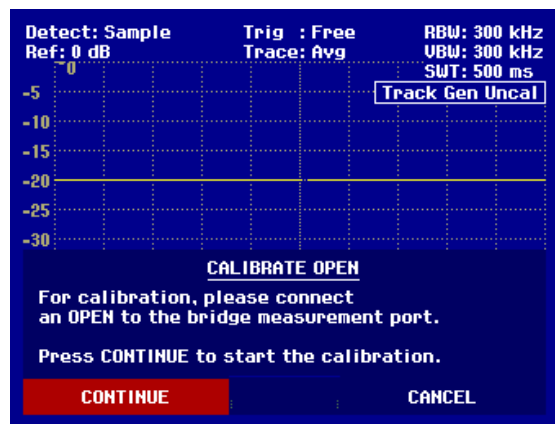 Detect: Sample Trig : Free RBW: 300 kHz
Ref: 0 dB Trace: Avg VBW: 300 kHz
SWT: 500 ms
0
Track Gen Uncal
-5
-10
-15
-20
-25
-30
CALIBRATE OPEN
For calibration, please connect
an OPEN to the bridge measurement port.
Press CONTINUE to start the calibration.
CONTINUE CANCEL